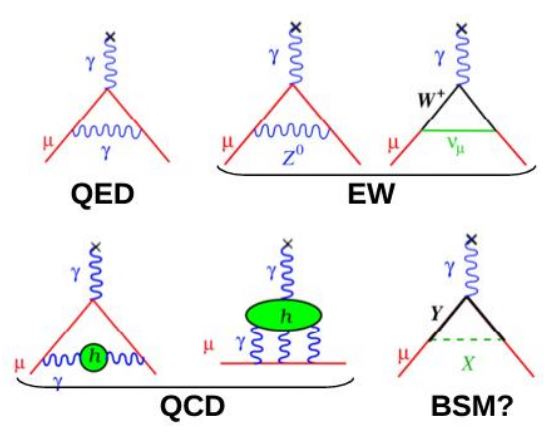 γ γ γ
W⁺
μ γ μ Z⁰ μ ν_μ
QED EW
γ γ γ
h h Y
μ γ μ γ μ X
QCD BSM?